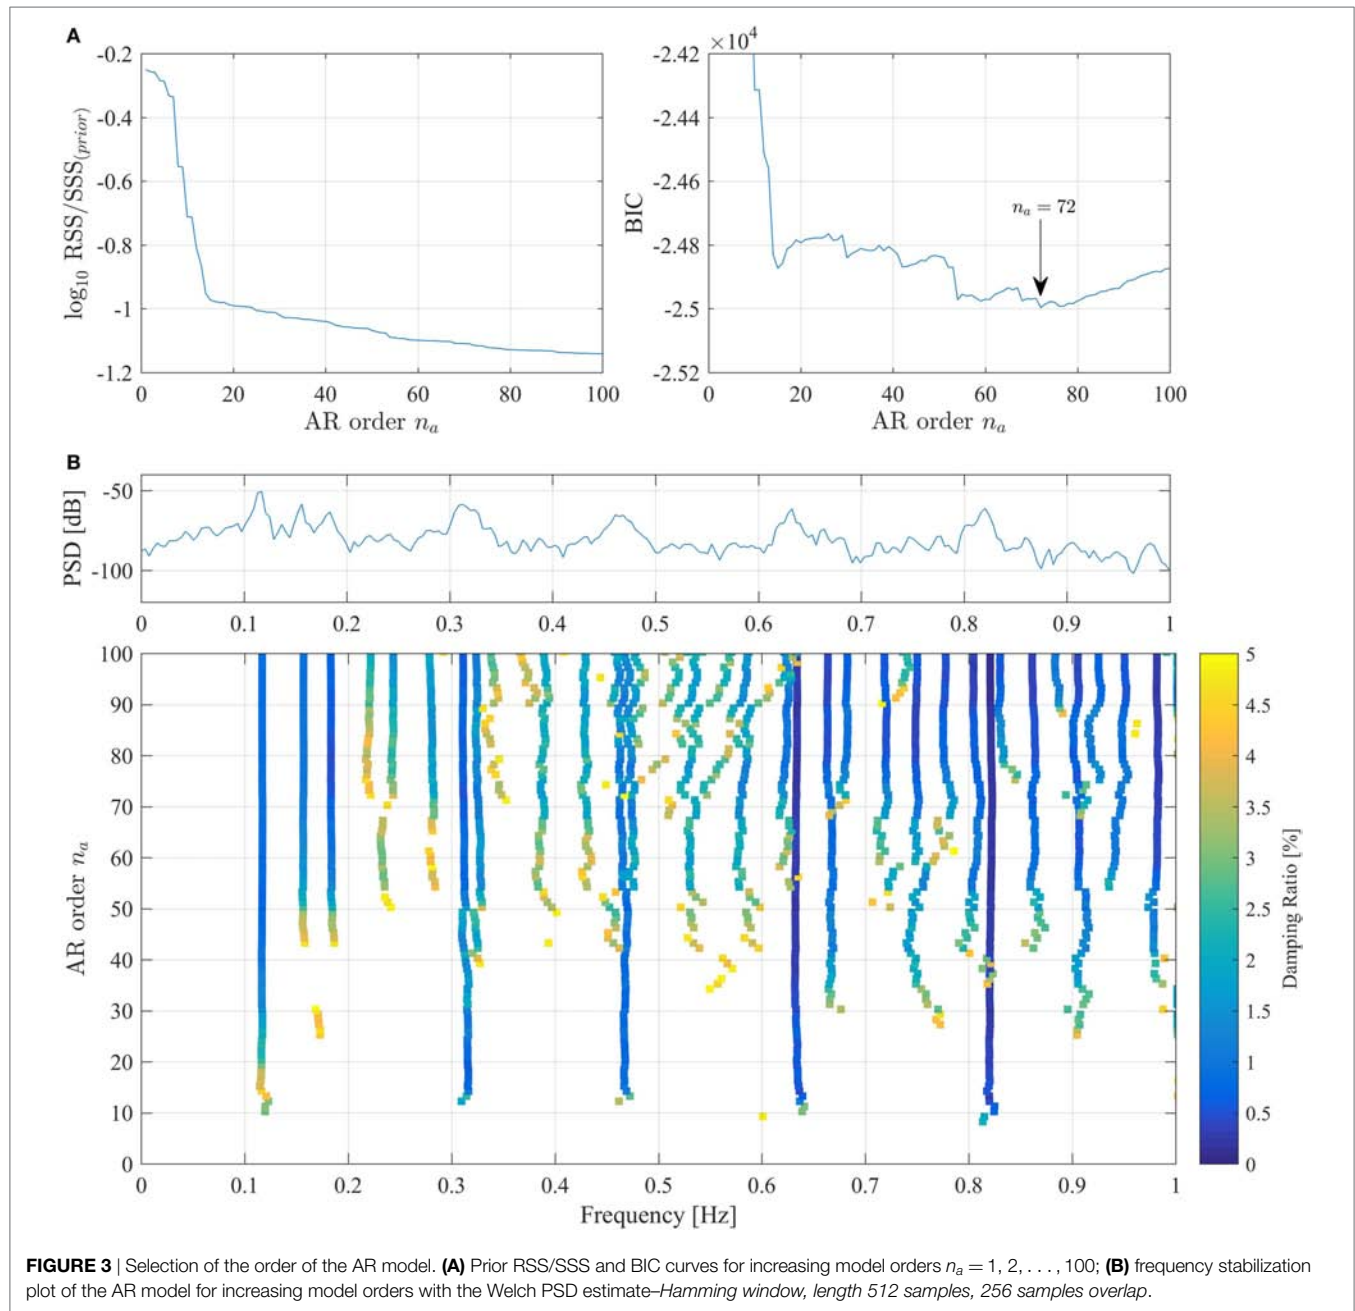 A
-0.2
-0.4
-0.6
-0.8
-1
-1.2
0 20 40 60 80 100
AR order n_a
log₁₀ RSS/SSS_(prior)
×10⁴
-2.42
-2.44
-2.46
-2.48
-2.5
-2.52
0 20 40 60 80 100
AR order n_a
BIC
n_a = 72
B
-50
-100
PSD [dB]
0 0.1 0.2 0.3 0.4 0.5 0.6 0.7 0.8 0.9 1
100
90
80
70
60
50
40
30
20
10
0
AR order n_a
0 0.1 0.2 0.3 0.4 0.5 0.6 0.7 0.8 0.9 1
Frequency [Hz]
5
4.5
4
3.5
3
2.5
2
1.5
1
0.5
0
Damping Ratio [%]
FIGURE 3 | Selection of the order of the AR model. (A) Prior RSS/SSS and BIC curves for increasing model orders n_a = 1, 2, . . . , 100; (B) frequency stabilization
plot of the AR model for increasing model orders with the Welch PSD estimate–Hamming window, length 512 samples, 256 samples overlap.